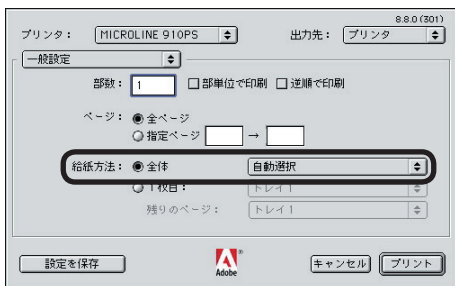 8.8.0 (301)
プリンタ： MICROLINE 910PS 出力先： プリンタ
一般設定
部数： 1 部単位で印刷 逆順で印刷
ページ： 全ページ
指定ページ →
給紙方法： 全体 自動選択
1 枚目： トレイ 1
残りのページ： トレイ 1
設定を保存 Adobe キャンセル プリント